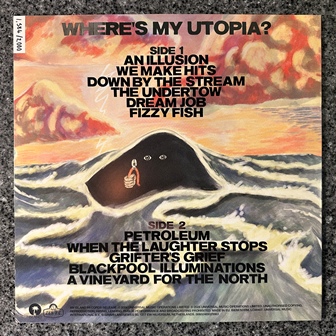 WHERE'S MY UTOPIA?
SIDE 1
AN ILLUSION
WE MAKE HITS
DOWN BY THE STREAM
THE UNDERTOW
DREAM JOB
FIZZY FISH
SIDE 2
PETROLEUM
WHEN THE LAUGHTER STOPS
GRIFTER'S GRIEF
BLACKPOOL ILLUMINATIONS
A VINEYARD FOR THE NORTH